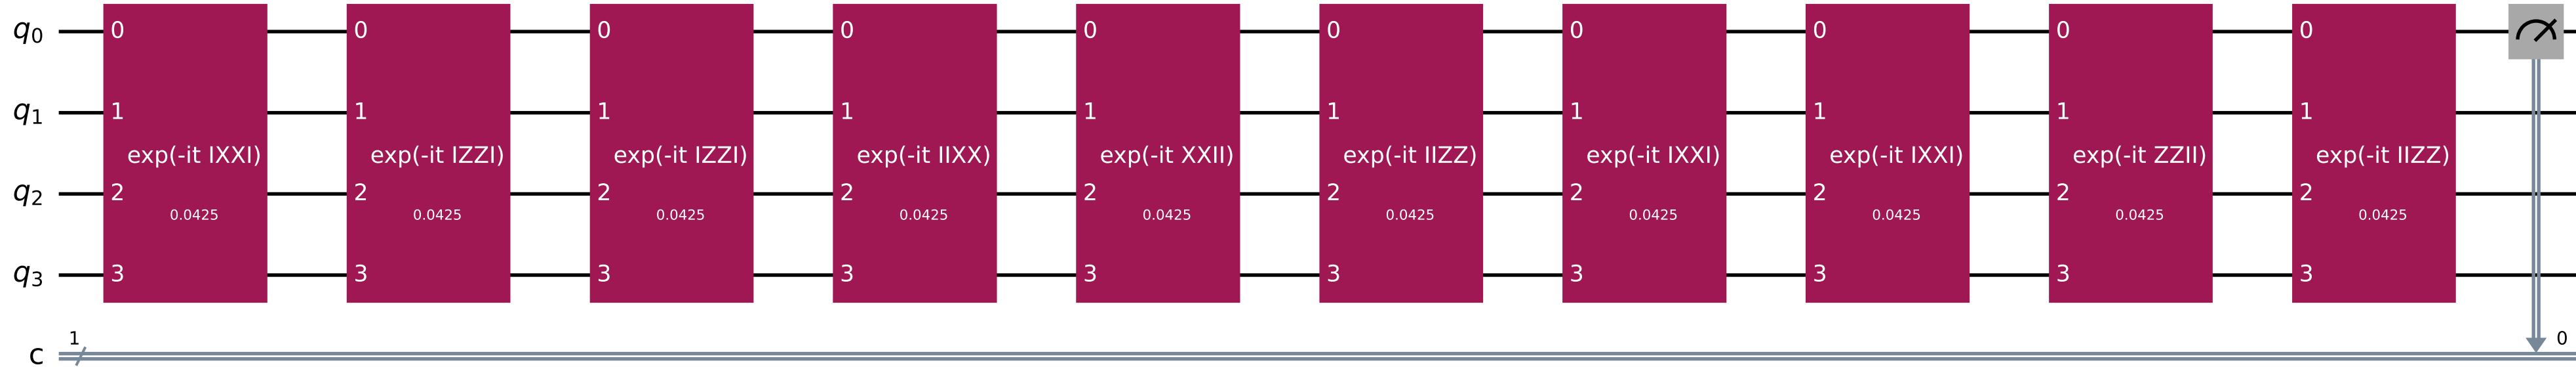 q0 0 0 0 0 0 0 0 0 0 0
q1 1 1 1 1 1 1 1 1 1 1
exp(-it IXXI) exp(-it IZZI) exp(-it IZZI) exp(-it IIXX) exp(-it XXII) exp(-it IIZZ) exp(-it IXXI) exp(-it IXXI) exp(-it ZZII) exp(-it IIZZ)
q2 2 2 2 2 2 2 2 2 2 2
0.0425 0.0425 0.0425 0.0425 0.0425 0.0425 0.0425 0.0425 0.0425 0.0425
q3 3 3 3 3 3 3 3 3 3 3
1 0
c